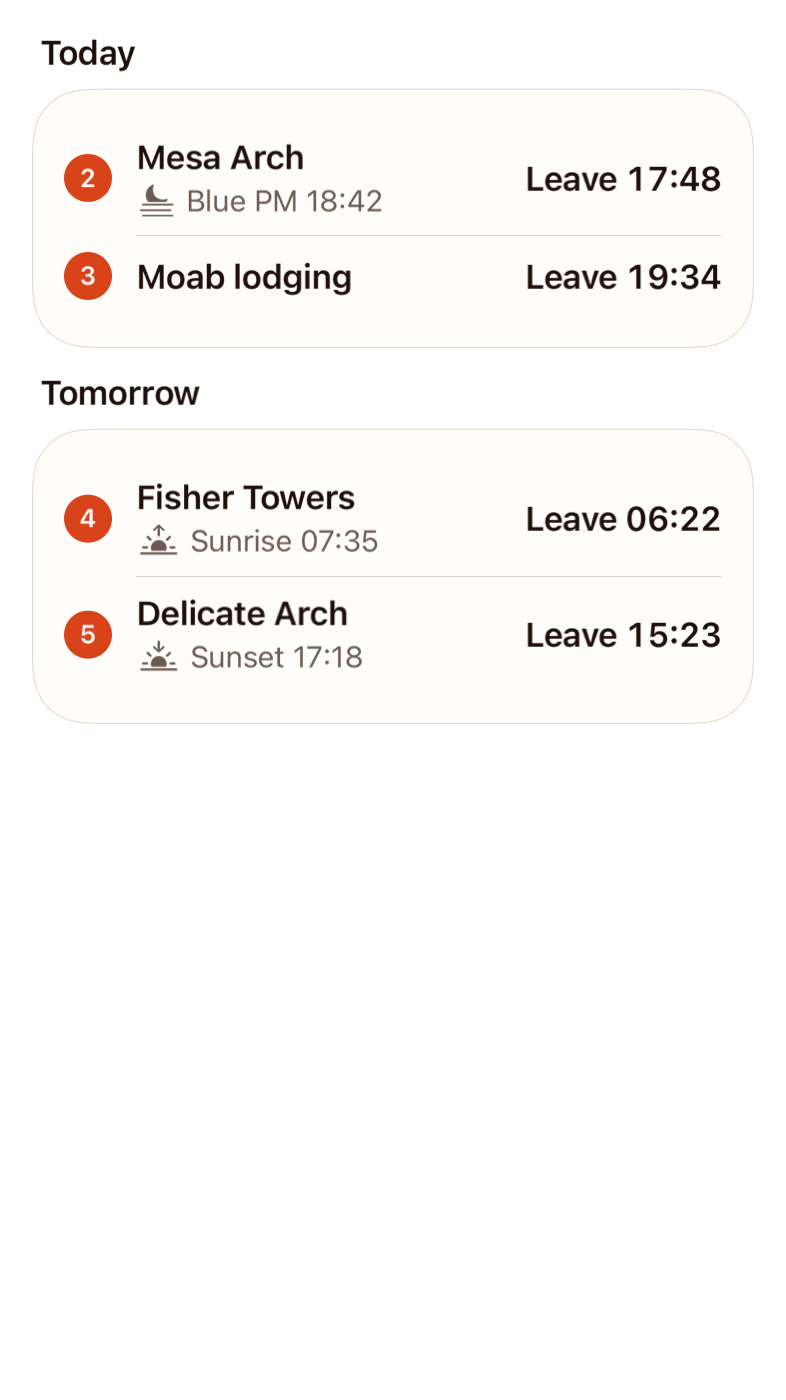 Today
2 Mesa Arch Leave 17:48
Blue PM 18:42
3 Moab lodging Leave 19:34
Tomorrow
4 Fisher Towers Leave 06:22
Sunrise 07:35
5 Delicate Arch Leave 15:23
Sunset 17:18